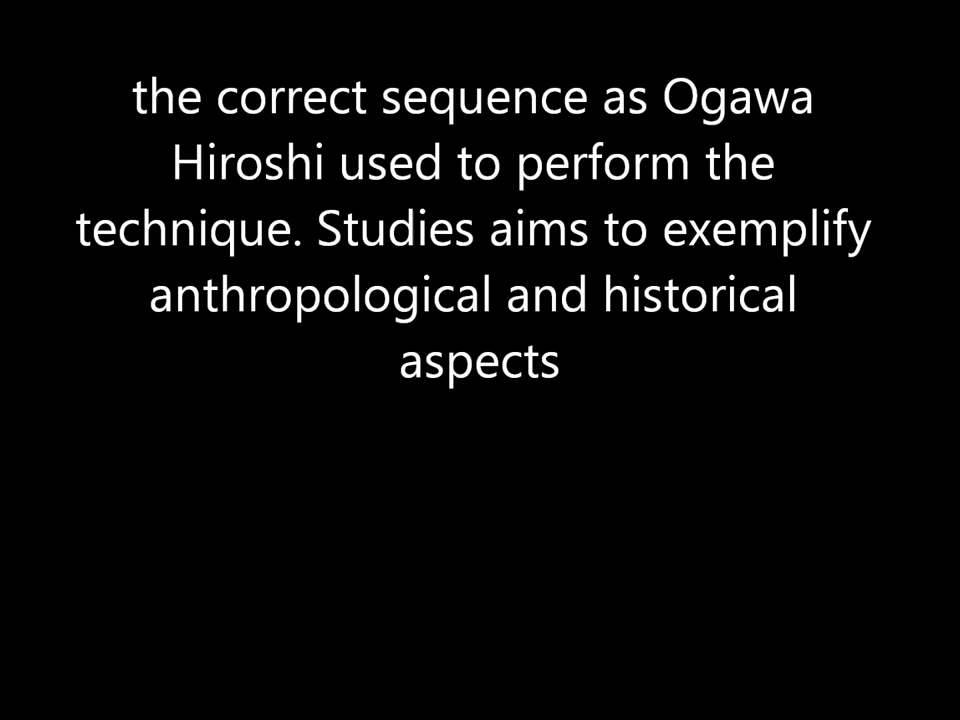 the correct sequence as Ogawa
Hiroshi used to perform the
technique. Studies aims to exemplify
anthropological and historical
aspects